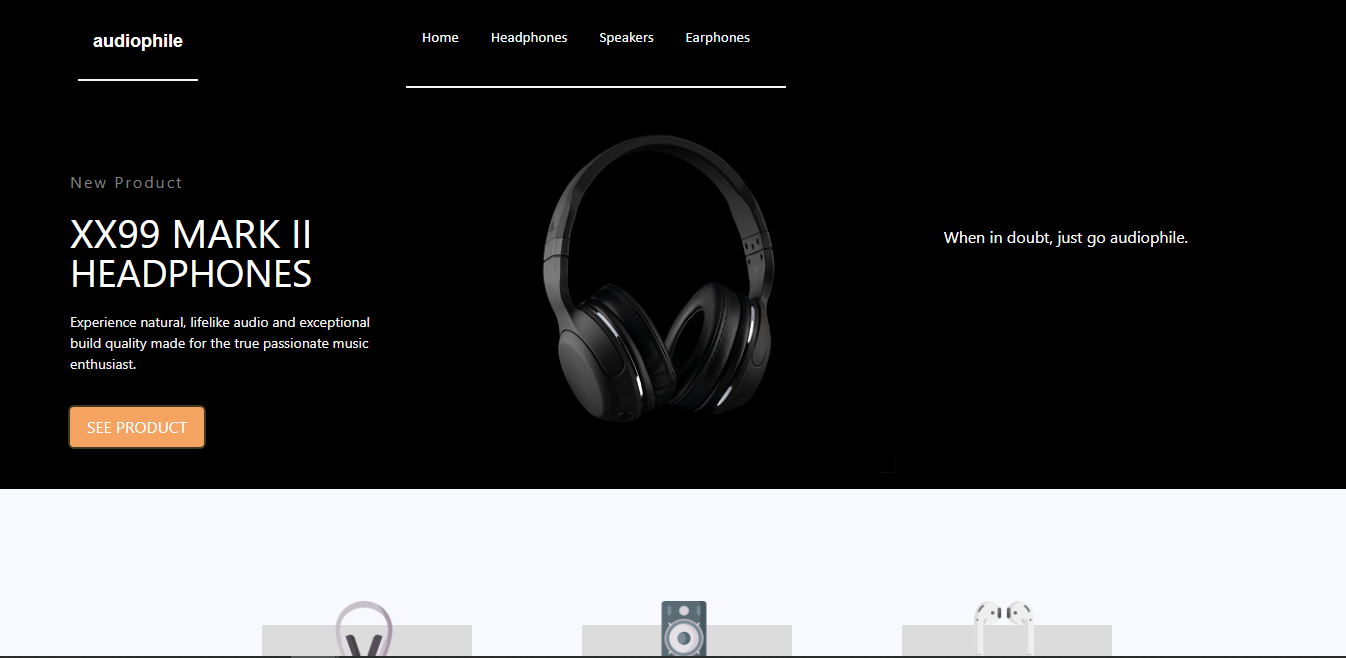 audiophile
Home Headphones Speakers Earphones
New Product
XX99 MARK II
HEADPHONES
Experience natural, lifelike audio and exceptional
build quality made for the true passionate music
enthusiast.
SEE PRODUCT
When in doubt, just go audiophile.